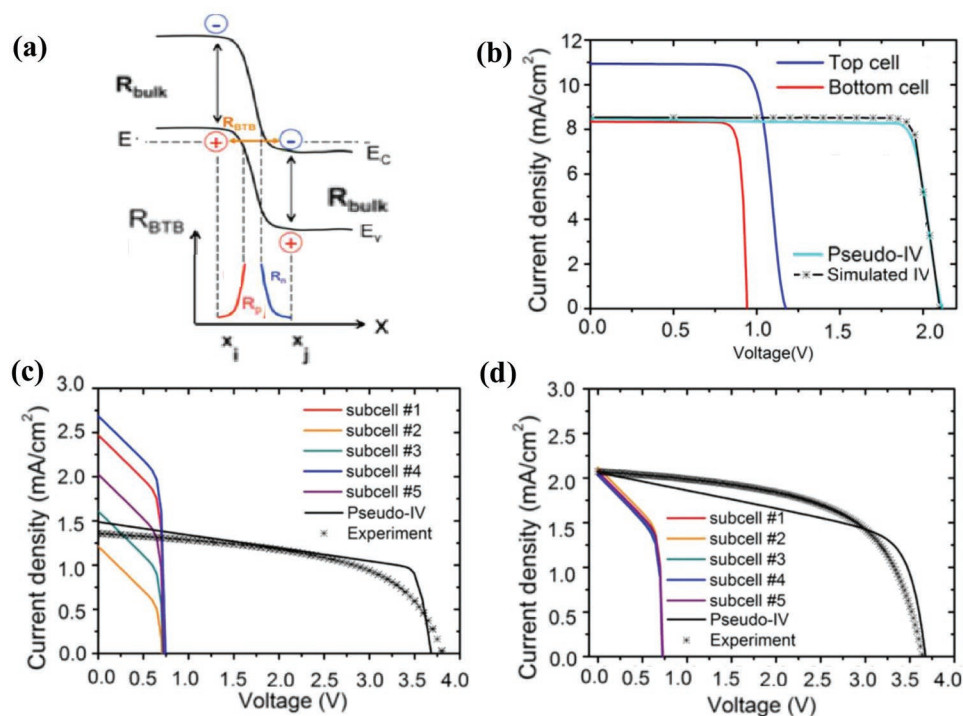 (a)
R_bulk
R_BTB
E
E_C
R_bulk
E_v
R_BTB
R_n
R_p
X
x_i
x_j
(b)
Current density (mA/cm²)
12
10
8
6
4
2
0
Top cell
Bottom cell
Pseudo-IV
Simulated IV
0.0 0.5 1.0 1.5 2.0
Voltage(V)
(c)
Current density (mA/cm²)
3.0
2.5
2.0
1.5
1.0
0.5
0.0
subcell #1
subcell #2
subcell #3
subcell #4
subcell #5
Pseudo-IV
Experiment
0.0 0.5 1.0 1.5 2.0 2.5 3.0 3.5 4.0
Voltage (V)
(d)
Current density (mA/cm²)
3.0
2.5
2.0
1.5
1.0
0.5
0.0
subcell #1
subcell #2
subcell #3
subcell #4
subcell #5
Pseudo-IV
Experiment
0.0 0.5 1.0 1.5 2.0 2.5 3.0 3.5 4.0
Voltage (V)